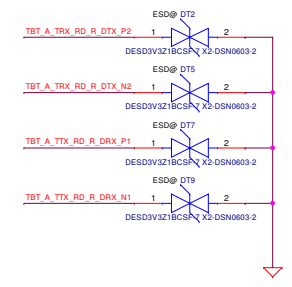 ESD@ DT2
TBT_A_TRX_RD_R_DTX_P2 1 2
DESD3V3Z1BCSF-7 X2-DSN0603-2
ESD@ DT5
TBT_A_TRX_RD_R_DTX_N2 1 2
DESD3V3Z1BCSF-7 X2-DSN0603-2
ESD@ DT7
TBT_A_TTX_RD_R_DRX_P1 1 2
DESD3V3Z1BCSF-7 X2-DSN0603-2
ESD@ DT9
TBT_A_TTX_RD_R_DRX_N1 1 2
DESD3V3Z1BCSF-7 X2-DSN0603-2